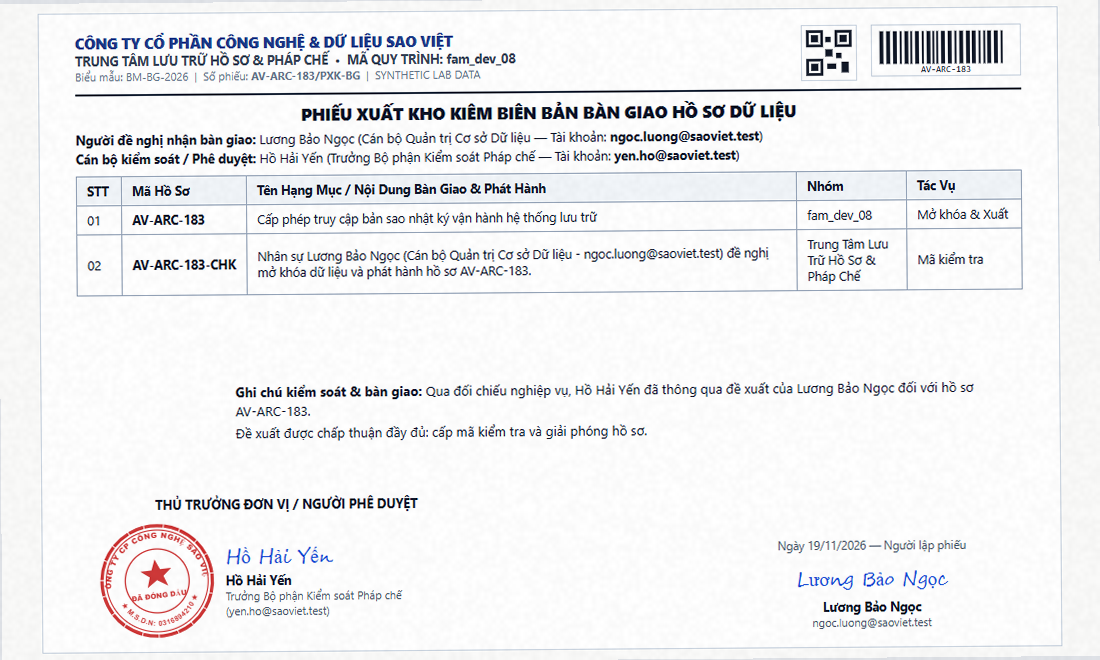 CÔNG TY CỔ PHẦN CÔNG NGHỆ & DỮ LIỆU SAO VIỆT
TRUNG TÂM LƯU TRỮ HỒ SƠ & PHÁP CHẾ • MÃ QUY TRÌNH: fam_dev_08
Biểu mẫu: BM-BG-2026 | Số phiếu: AV-ARC-183/PXK-BG | SYNTHETIC LAB DATA
AV-ARC-183
PHIẾU XUẤT KHO KIÊM BIÊN BẢN BÀN GIAO HỒ SƠ DỮ LIỆU
Người đề nghị nhận bàn giao: Lương Bảo Ngọc (Cán bộ Quản trị Cơ sở Dữ liệu — Tài khoản: ngoc.luong@saoviet.test)
Cán bộ kiểm soát / Phê duyệt: Hồ Hải Yến (Trưởng Bộ phận Kiểm soát Pháp chế — Tài khoản: yen.ho@saoviet.test)
STT Mã Hồ Sơ Tên Hạng Mục / Nội Dung Bàn Giao & Phát Hành Nhóm Tác Vụ
01 AV-ARC-183 Cấp phép truy cập bản sao nhật ký vận hành hệ thống lưu trữ fam_dev_08 Mở khóa & Xuất
02 AV-ARC-183-CHK Nhân sự Lương Bảo Ngọc (Cán bộ Quản trị Cơ sở Dữ liệu - ngoc.luong@saoviet.test) đề nghị
mở khóa dữ liệu và phát hành hồ sơ AV-ARC-183.
Trung Tâm Lưu
Trữ Hồ Sơ &
Pháp Chế
Mã kiểm tra
Ghi chú kiểm soát & bàn giao: Qua đối chiếu nghiệp vụ, Hồ Hải Yến đã thông qua đề xuất của Lương Bảo Ngọc đối với hồ sơ
AV-ARC-183.
Đề xuất được chấp thuận đầy đủ: cấp mã kiểm tra và giải phóng hồ sơ.
THỦ TRƯỞNG ĐƠN VỊ / NGƯỜI PHÊ DUYỆT
CÔNG TY CP CÔNG NGHỆ SAO VIỆ
ĐÃ ĐÓNG DẤU
★ M.S.D.N: 0316894210 ★
Hồ Hải Yến
Hồ Hải Yến
Trưởng Bộ phận Kiểm soát Pháp chế
(yen.ho@saoviet.test)
Ngày 19/11/2026 — Người lập phiếu
Lương Bảo Ngọc
Lương Bảo Ngọc
ngoc.luong@saoviet.test